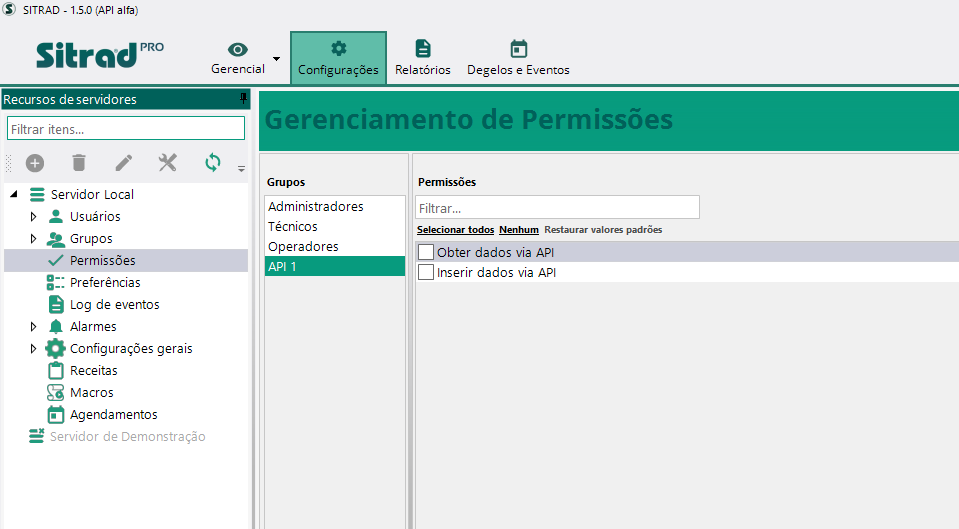 SITRAD - 1.5.0 (API alfa)
Sitrad PRO
Gerencial
Configurações
Relatórios
Degelos e Eventos
Recursos de servidores
Filtrar itens...
Servidor Local
Usuários
Grupos
Permissões
Preferências
Log de eventos
Alarmes
Configurações gerais
Receitas
Macros
Agendamentos
Servidor de Demonstração
Gerenciamento de Permissões
Grupos
Administradores
Técnicos
Operadores
API 1
Permissões
Filtrar...
Selecionar todos Nenhum Restaurar valores padrões
Obter dados via API
Inserir dados via API